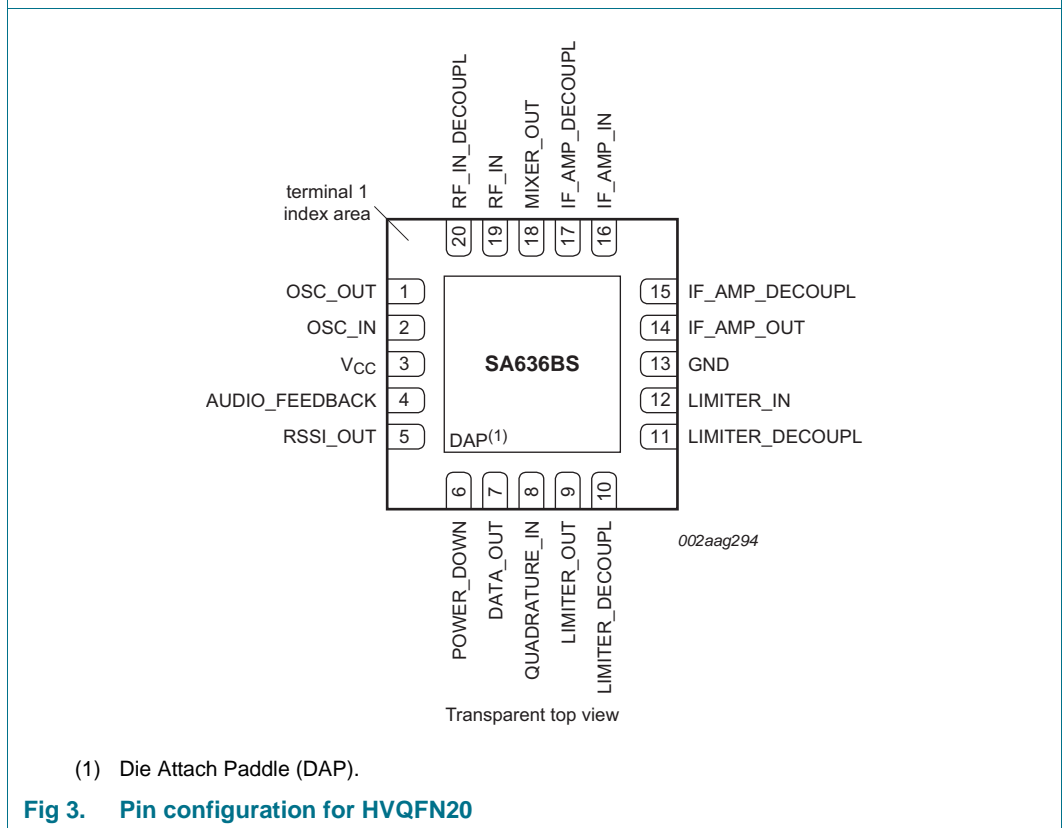 RF_IN_DECOUPL
RF_IN
MIXER_OUT
IF_AMP_DECOUPL
IF_AMP_IN
terminal 1
index area
20
19
18
17
16
OSC_OUT 1
OSC_IN 2
VCC 3
AUDIO_FEEDBACK 4
RSSI_OUT 5
SA636BS
DAP(1)
15 IF_AMP_DECOUPL
14 IF_AMP_OUT
13 GND
12 LIMITER_IN
11 LIMITER_DECOUPL
6
7
8
9
10
POWER_DOWN
DATA_OUT
QUADRATURE_IN
LIMITER_OUT
LIMITER_DECOUPL
002aag294
Transparent top view
(1) Die Attach Paddle (DAP).
Fig 3. Pin configuration for HVQFN20